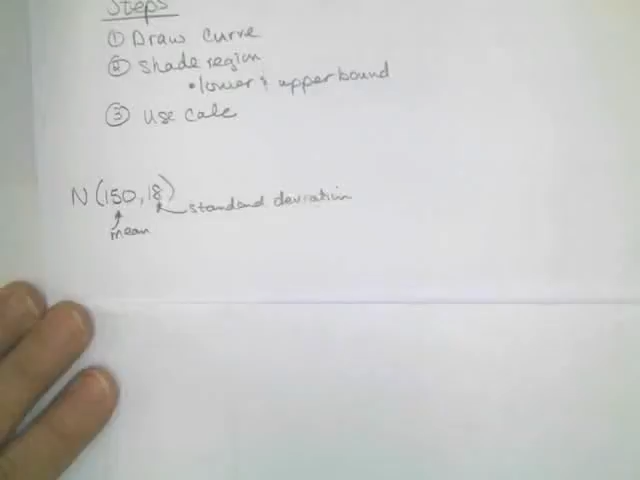 Steps
① Draw Curve
② Shade region
• lower & upper bound
③ Use Calc
N (150, 18)
standard deviation
mean